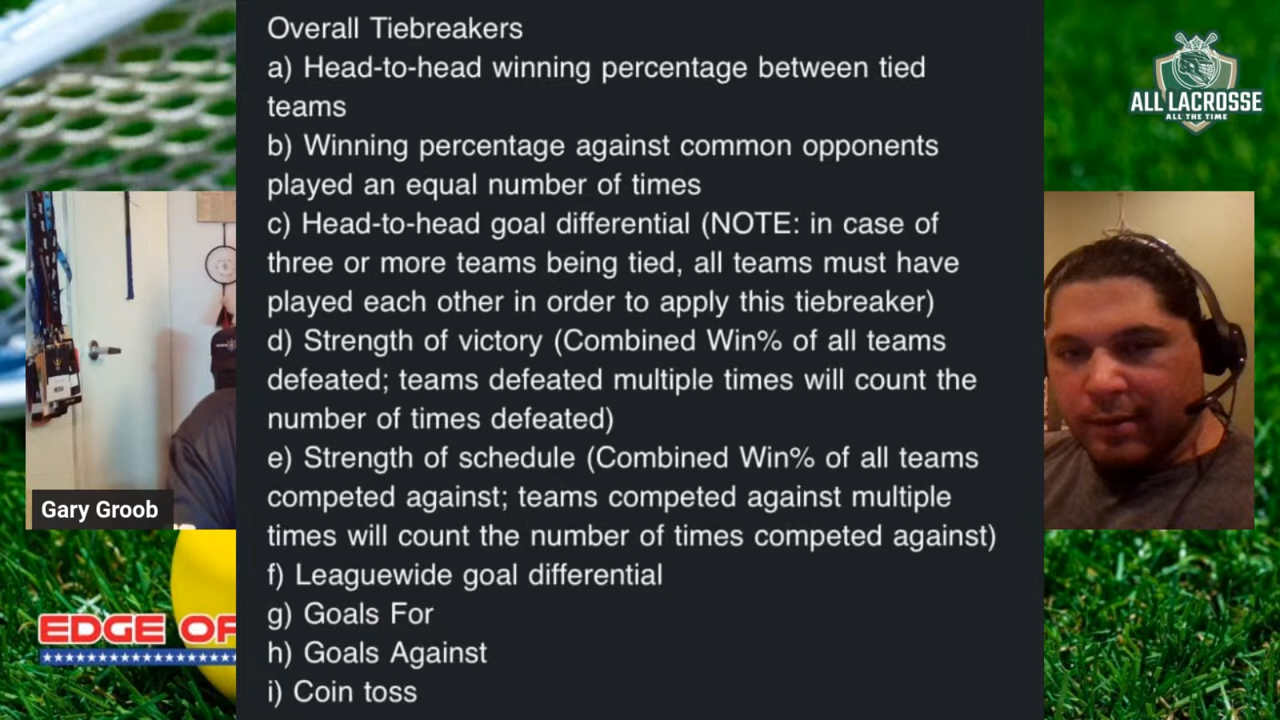 Overall Tiebreakers
a) Head-to-head winning percentage between tied
teams
b) Winning percentage against common opponents
played an equal number of times
c) Head-to-head goal differential (NOTE: in case of
three or more teams being tied, all teams must have
played each other in order to apply this tiebreaker)
d) Strength of victory (Combined Win% of all teams
defeated; teams defeated multiple times will count the
number of times defeated)
e) Strength of schedule (Combined Win% of all teams
competed against; teams competed against multiple
times will count the number of times competed against)
f) Leaguewide goal differential
g) Goals For
h) Goals Against
i) Coin toss
ALL LACROSSE
ALL THE TIME
Gary Groob
EDGE OF